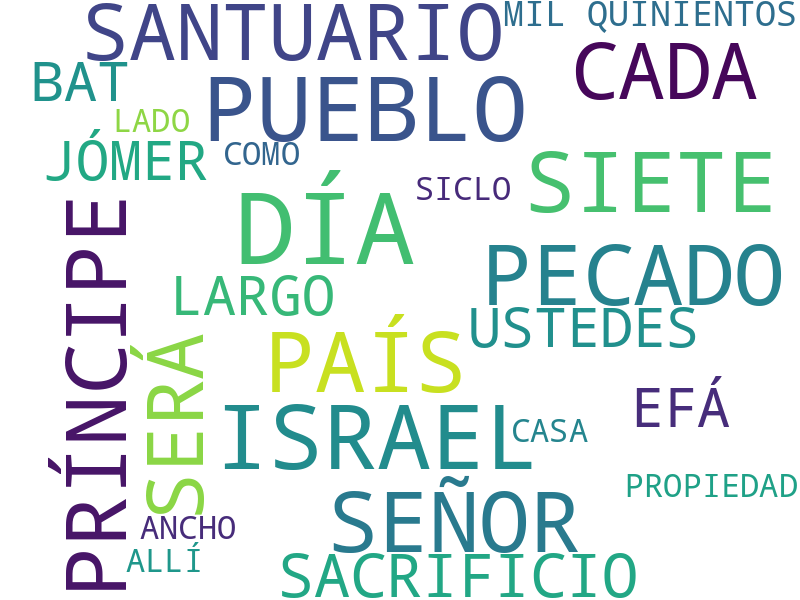 SANTUARIO
MIL QUINIENTOS
BAT
PUEBLO
CADA
LADO
JÓMER
COMO
SICLO
SIETE
DÍA
PRÍNCIPE
LARGO
PECADO
USTEDES
SERÁ
PAÍS
EFÁ
ISRAEL
CASA
PROPIEDAD
SEÑOR
ANCHO
ALLÍ
SACRIFICIO